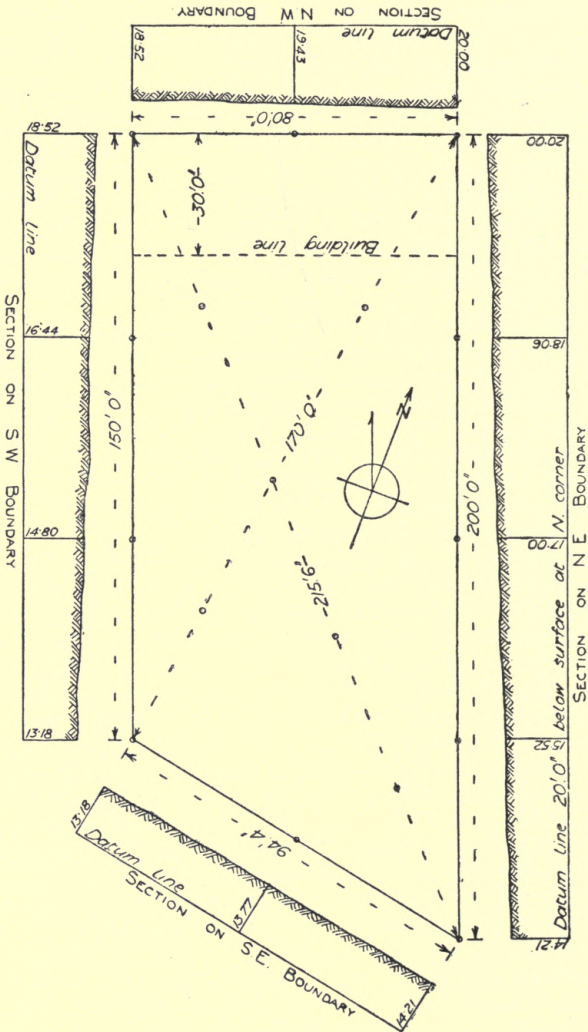 SECTION ON N W BOUNDARY
Datum line
18·52
19·43
20·00
80'.0"
18·52
Datum line
16·44
14·80
13·18
SECTION ON S W BOUNDARY
150' 0"
30'.0"
Building line
170' 0"
215'.6"
N
200' 0"
20·00
18·06
17·00
15·52
14·21
Datum Line 20'.0" below surface at N. corner
SECTION ON N E BOUNDARY
94'.4"
13·18
Datum line
13·77
14·21
SECTION ON S E. BOUNDARY